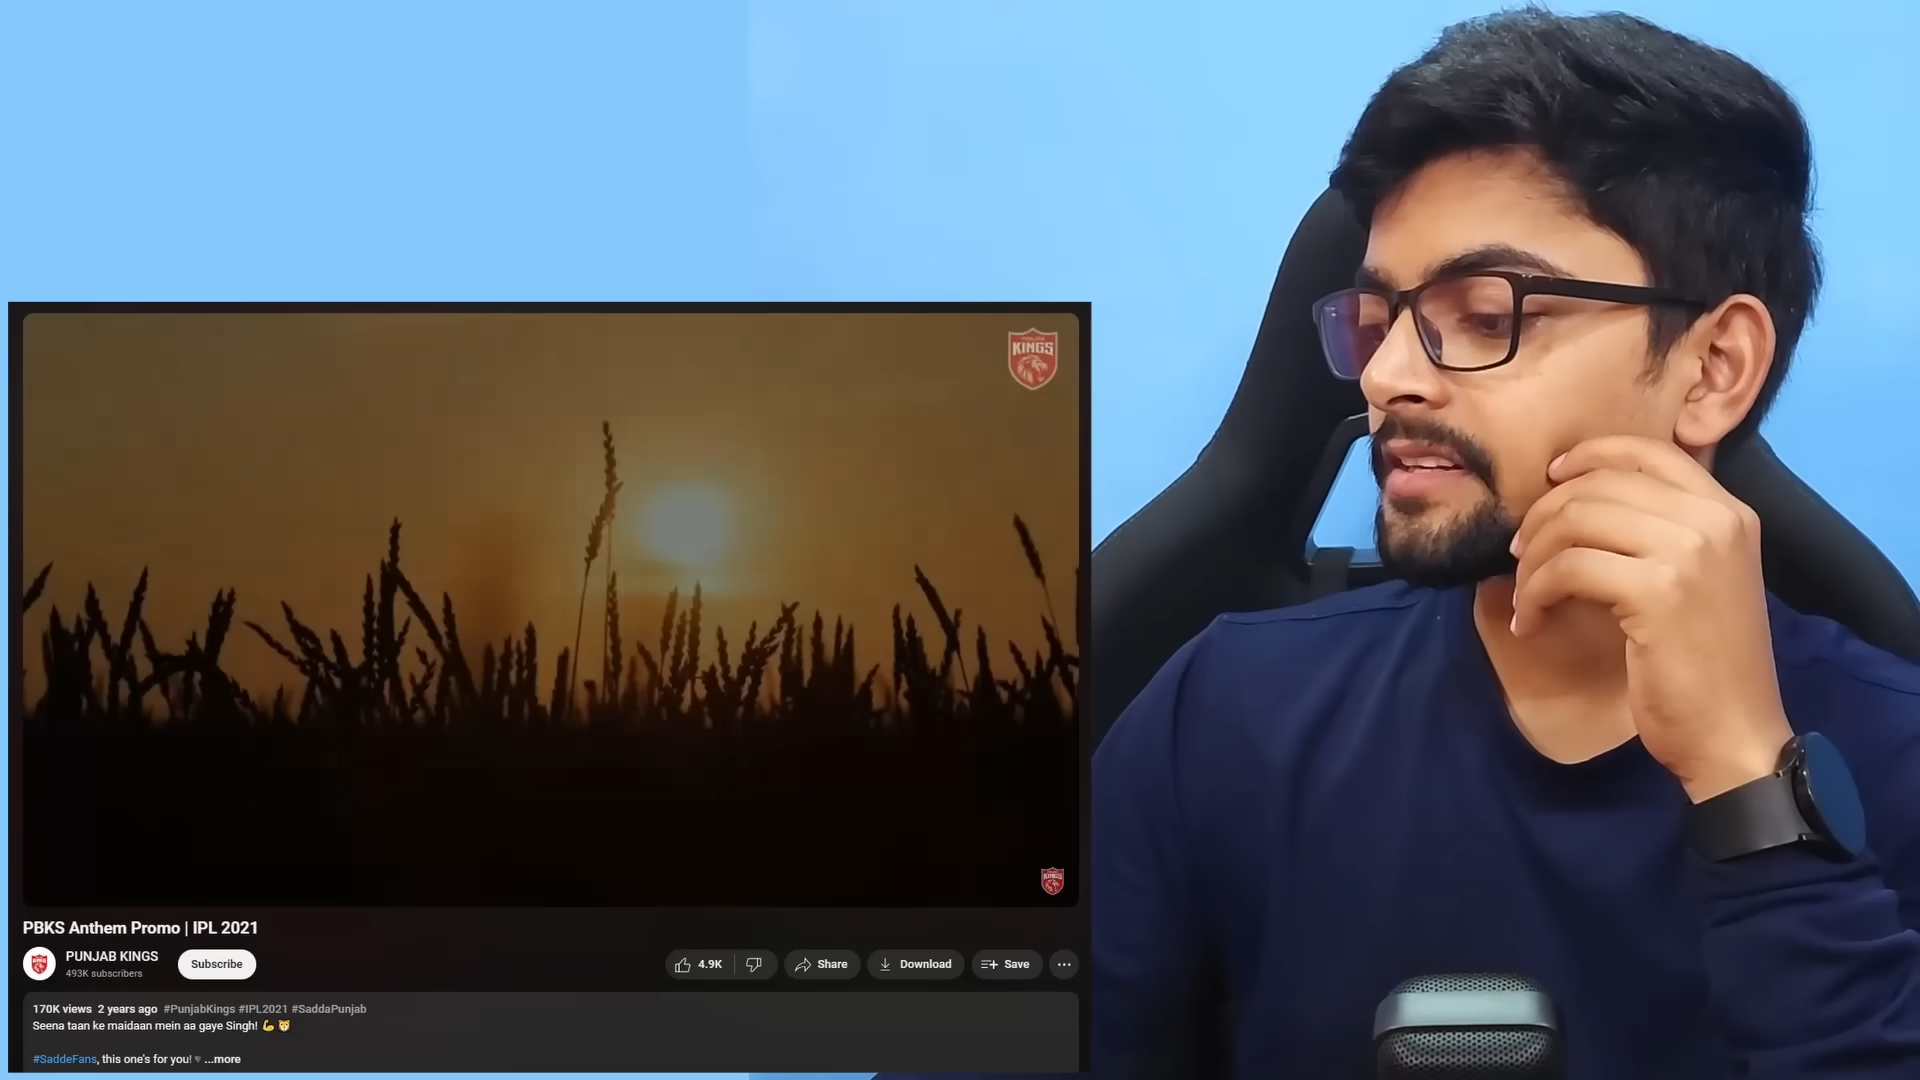 PUNJAB
KINGS
KINGS
PBKS Anthem Promo | IPL 2021
PUNJAB KINGS
493K subscribers
Subscribe
4.9K
Share
Download
Save
170K views 2 years ago #PunjabKings #IPL2021 #SaddaPunjab
Seena taan ke maidaan mein aa gaye Singh! 💪 🦁
#SaddeFans, this one's for you! ♥ ...more